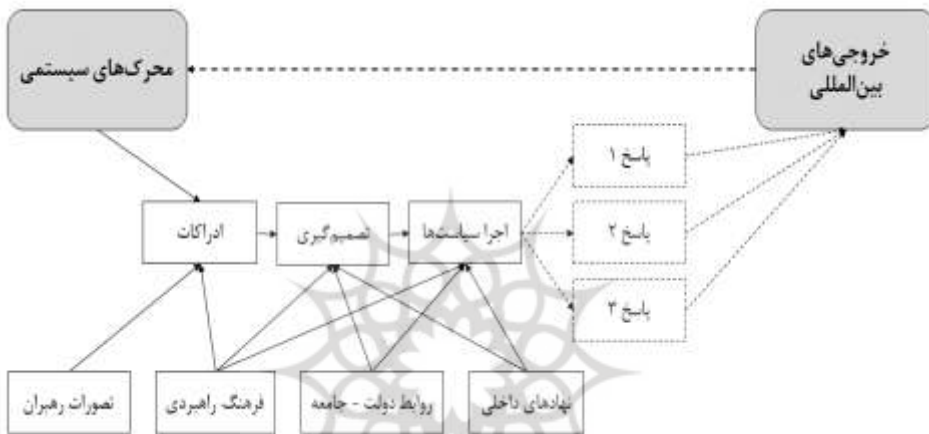 محرک‌های سیستمی
خروجی‌های
بین‌المللی
پاسخ ۱
پاسخ ۲
پاسخ ۳
ادراکات
تصمیم‌گیری
اجرا سیاست‌ها
تصورات رهبران
فرهنگ راهبردی
روابط دولت - جامعه
نهادهای داخلی